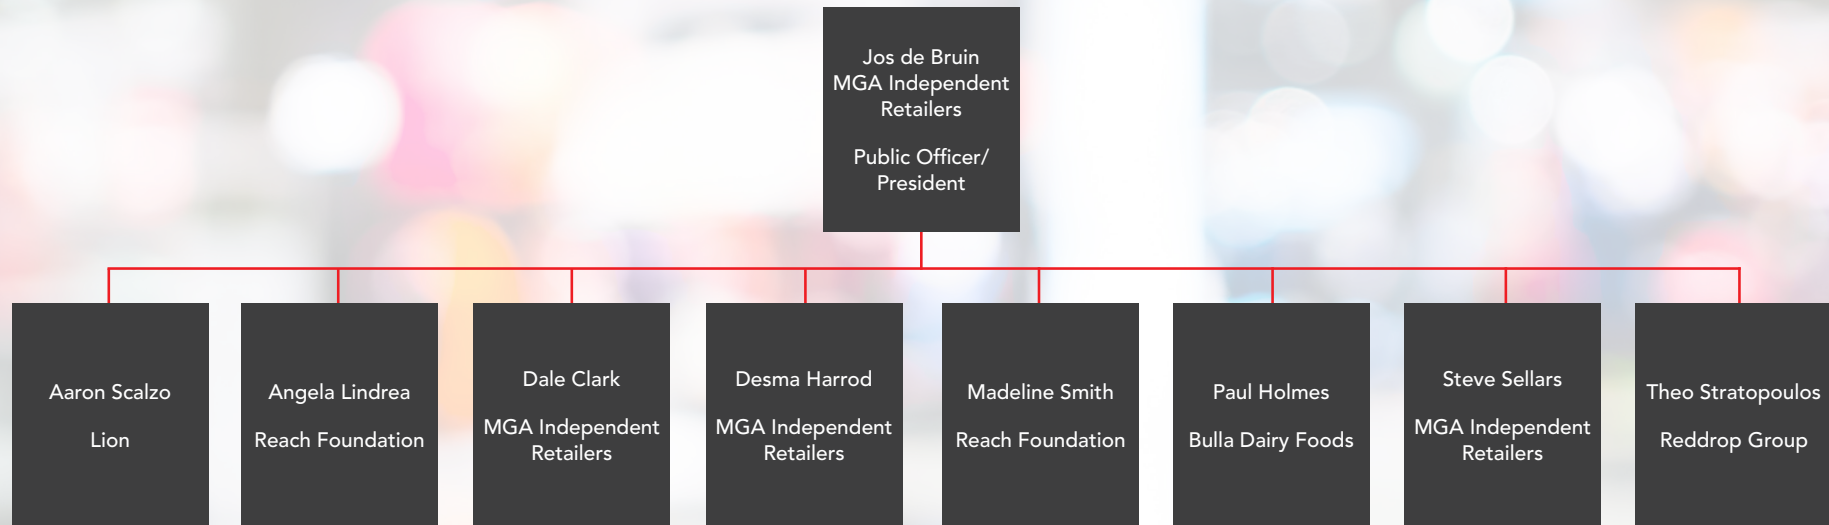 Jos de Bruin
MGA Independent
Retailers
Public Officer/
President
Aaron Scalzo
Lion
Angela Lindrea
Reach Foundation
Dale Clark
MGA Independent
Retailers
Desma Harrod
MGA Independent
Retailers
Madeline Smith
Reach Foundation
Paul Holmes
Bulla Dairy Foods
Steve Sellars
MGA Independent
Retailers
Theo Stratopoulos
Reddrop Group